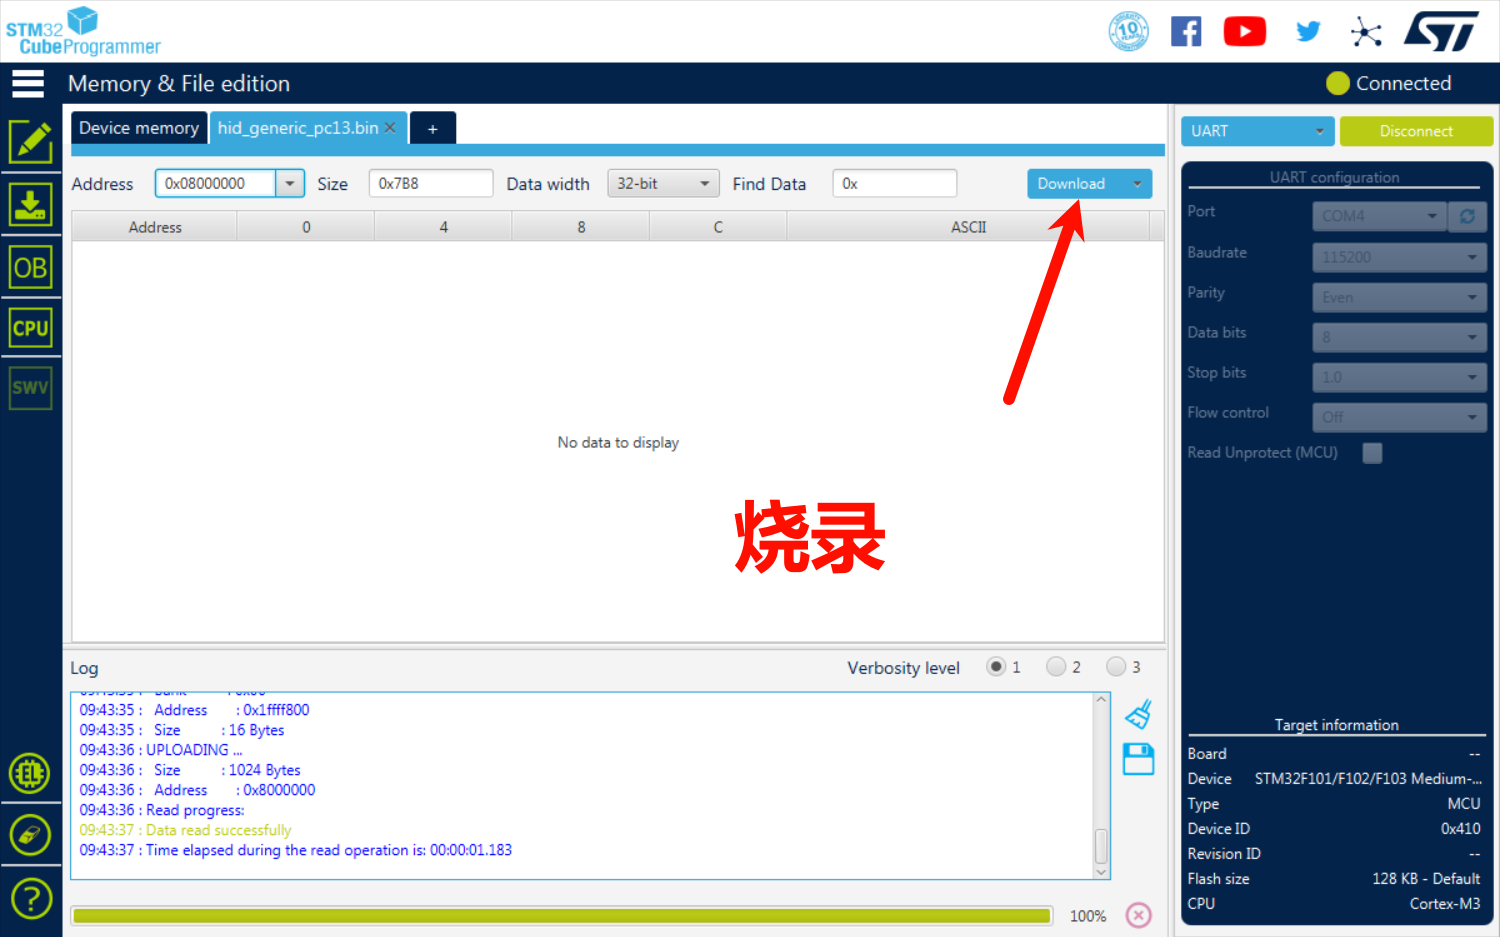 STM32
CubeProgrammer
10
YEARS
Memory & File edition
Connected
Device memory
hid_generic_pc13.bin
+
UART
Disconnect
Address
0x08000000
Size
0x7B8
Data width
32-bit
Find Data
0x
Download
Address 0 4 8 C ASCII
No data to display
烧录
UART configuration
Port
COM4
Baudrate
115200
Parity
Even
Data bits
8
Stop bits
1.0
Flow control
Off
Read Unprotect (MCU)
OB
CPU
SWV
Log
Verbosity level
1
2
3
09:43:35 : Address : 0x1ffff800
09:43:35 : Size : 16 Bytes
09:43:36 : UPLOADING ...
09:43:36 : Size : 1024 Bytes
09:43:36 : Address : 0x8000000
09:43:36 : Read progress:
09:43:37 : Data read successfully
09:43:37 : Time elapsed during the read operation is: 00:00:01.183
100%
Target information
Board --
Device STM32F101/F102/F103 Medium-...
Type MCU
Device ID 0x410
Revision ID --
Flash size 128 KB - Default
CPU Cortex-M3